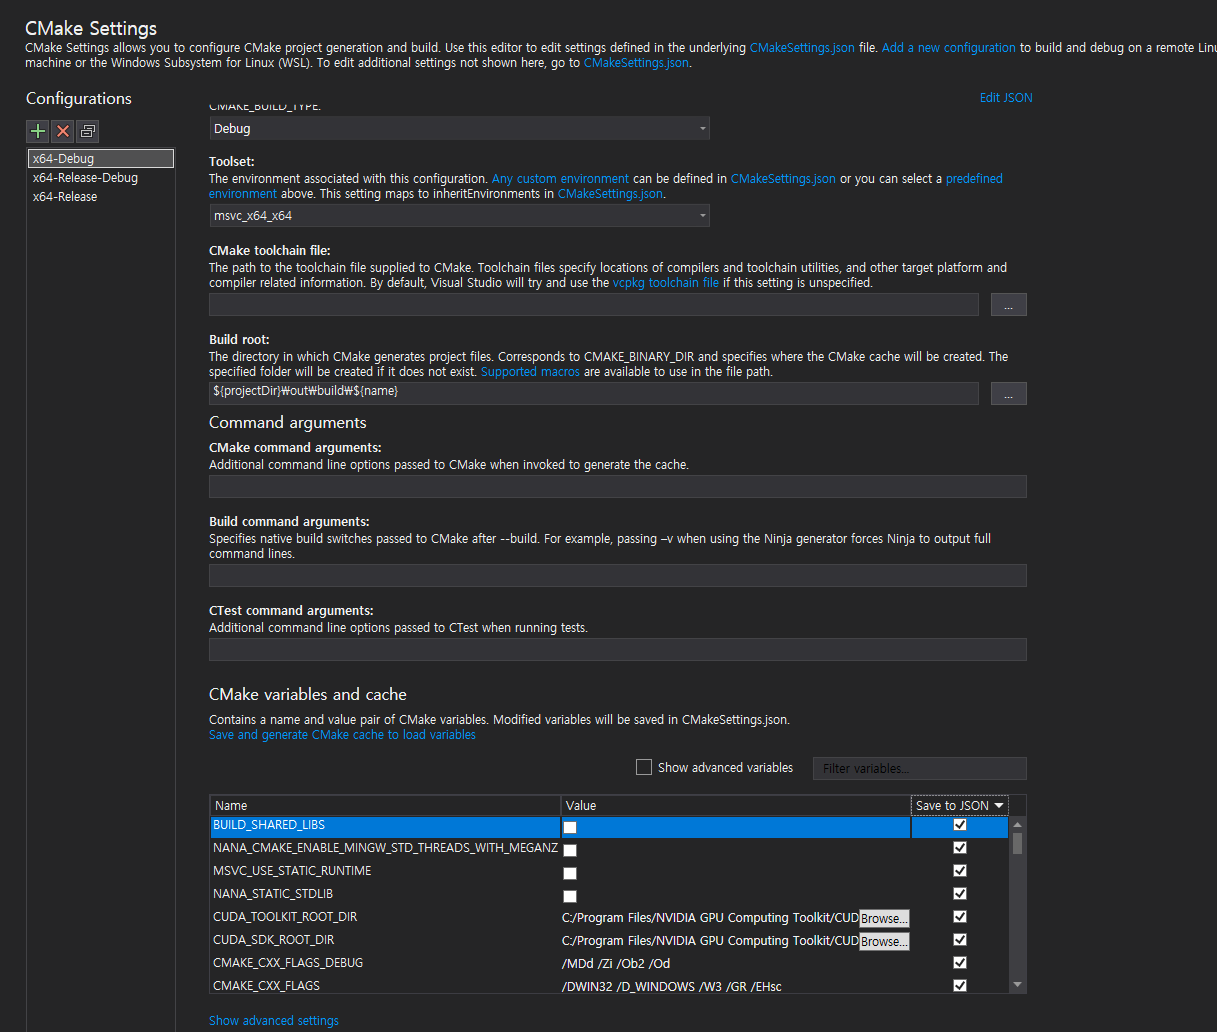 CMake Settings
CMake Settings allows you to configure CMake project generation and build. Use this editor to edit settings defined in the underlying CMakeSettings.json file. Add a new configuration to build and debug on a remote Linu
machine or the Windows Subsystem for Linux (WSL). To edit additional settings not shown here, go to CMakeSettings.json.
Configurations
Edit JSON
x64-Debug
x64-Release-Debug
x64-Release
CMAKE_BUILD_TYPE:
Debug
Toolset:
The environment associated with this configuration. Any custom environment can be defined in CMakeSettings.json or you can select a predefined
environment above. This setting maps to inheritEnvironments in CMakeSettings.json.
msvc_x64_x64
CMake toolchain file:
The path to the toolchain file supplied to CMake. Toolchain files specify locations of compilers and toolchain utilities, and other target platform and
compiler related information. By default, Visual Studio will try and use the vcpkg toolchain file if this setting is unspecified.
...
Build root:
The directory in which CMake generates project files. Corresponds to CMAKE_BINARY_DIR and specifies where the CMake cache will be created. The
specified folder will be created if it does not exist. Supported macros are available to use in the file path.
${projectDir}₩out₩build₩${name}
...
Command arguments
CMake command arguments:
Additional command line options passed to CMake when invoked to generate the cache.
Build command arguments:
Specifies native build switches passed to CMake after --build. For example, passing –v when using the Ninja generator forces Ninja to output full
command lines.
CTest command arguments:
Additional command line options passed to CTest when running tests.
CMake variables and cache
Contains a name and value pair of CMake variables. Modified variables will be saved in CMakeSettings.json.
Save and generate CMake cache to load variables
Show advanced variables
Filter variables...
Name Value Save to JSON
BUILD_SHARED_LIBS
NANA_CMAKE_ENABLE_MINGW_STD_THREADS_WITH_MEGANZ
MSVC_USE_STATIC_RUNTIME
NANA_STATIC_STDLIB
CUDA_TOOLKIT_ROOT_DIR C:/Program Files/NVIDIA GPU Computing Toolkit/CUD Browse...
CUDA_SDK_ROOT_DIR C:/Program Files/NVIDIA GPU Computing Toolkit/CUD Browse...
CMAKE_CXX_FLAGS_DEBUG /MDd /Zi /Ob2 /Od
CMAKE_CXX_FLAGS /DWIN32 /D_WINDOWS /W3 /GR /EHsc
Show advanced settings